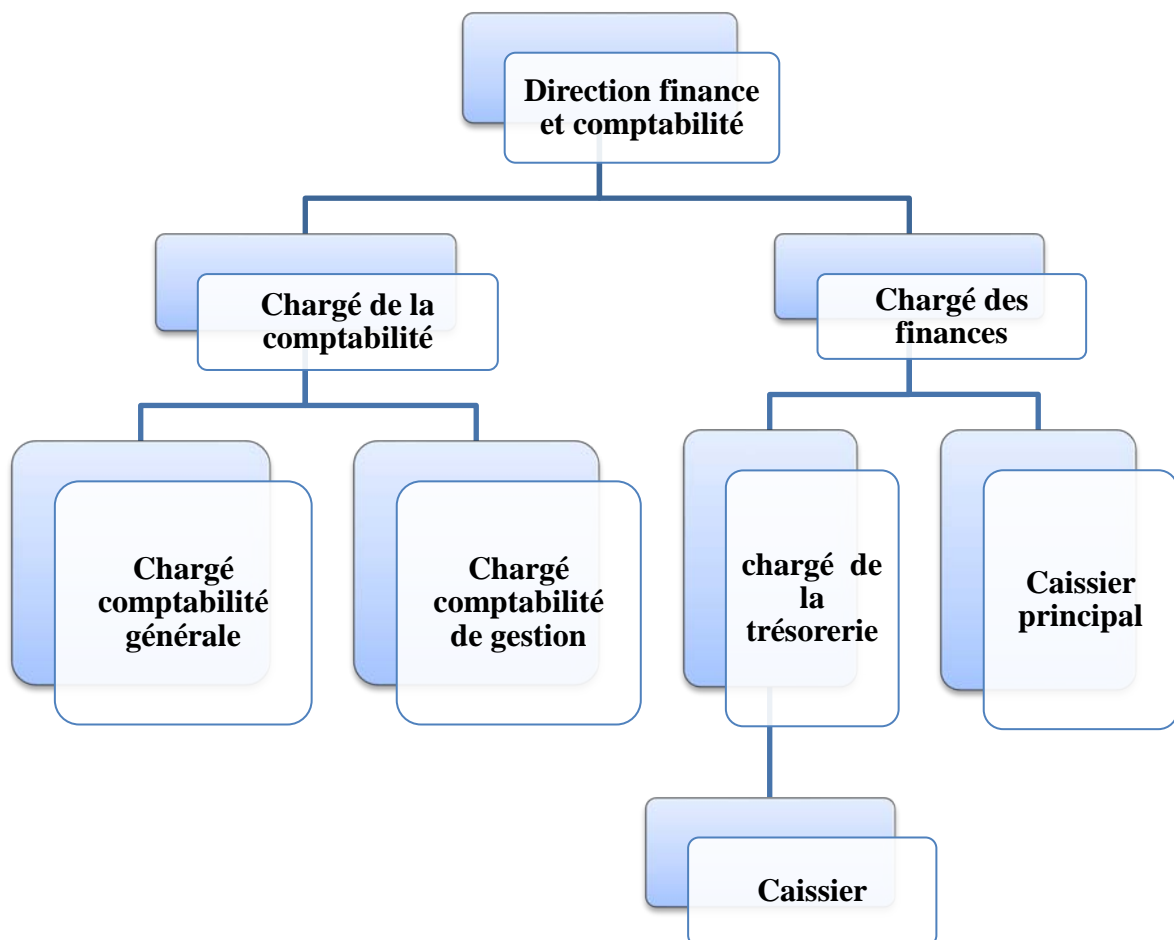 Direction finance
et comptabilité
Chargé de la
comptabilité
Chargé des
finances
Chargé
comptabilité
générale
Chargé
comptabilité
de gestion
chargé de
la
trésorerie
Caissier
principal
Caissier